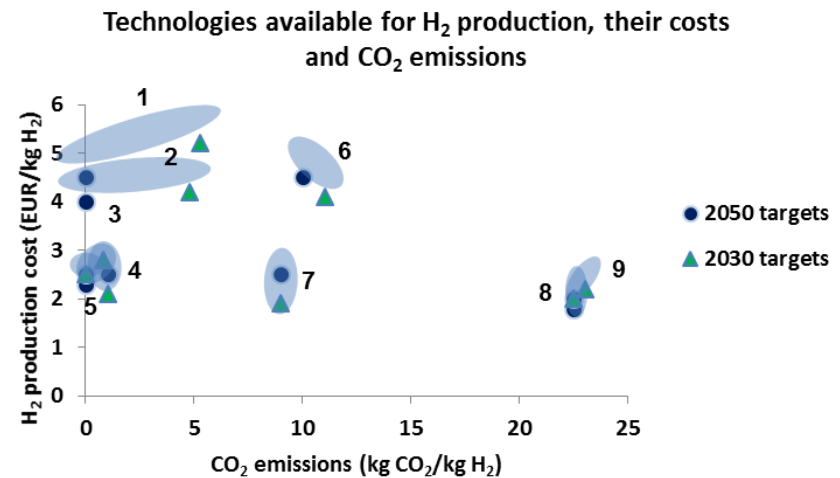 Technologies available for H₂ production, their costs
and CO₂ emissions
H₂ production cost (EUR/kg H₂)
6
5
4
3
2
1
0
0 5 10 15 20 25
CO₂ emissions (kg CO₂/kg H₂)
1
2
3
4
5
6
7
8
9
2050 targets
2030 targets